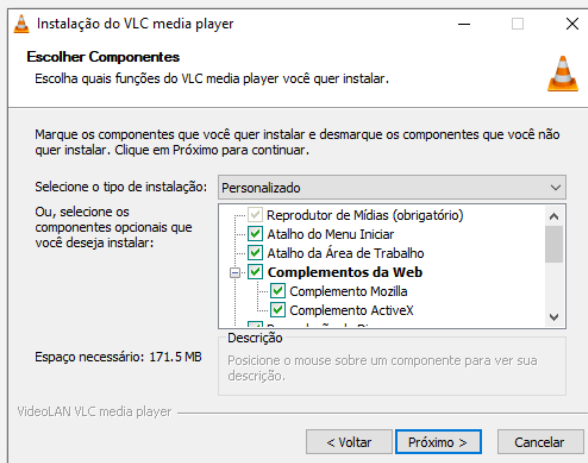 Instalação do VLC media player
Escolher Componentes
Escolha quais funções do VLC media player você quer instalar.
Marque os componentes que você quer instalar e desmarque os componentes que você não
quer instalar. Clique em Próximo para continuar.
Selecione o tipo de instalação:
Personalizado
Ou, selecione os
componentes opcionais que
você deseja instalar:
Reprodutor de Mídias (obrigatório)
Atalho do Menu Iniciar
Atalho da Área de Trabalho
Complementos da Web
Complemento Mozilla
Complemento ActiveX
Espaço necessário: 171.5 MB
Descrição
Posicione o mouse sobre um componente para ver sua
descrição.
VideoLAN VLC media player
< Voltar
Próximo >
Cancelar